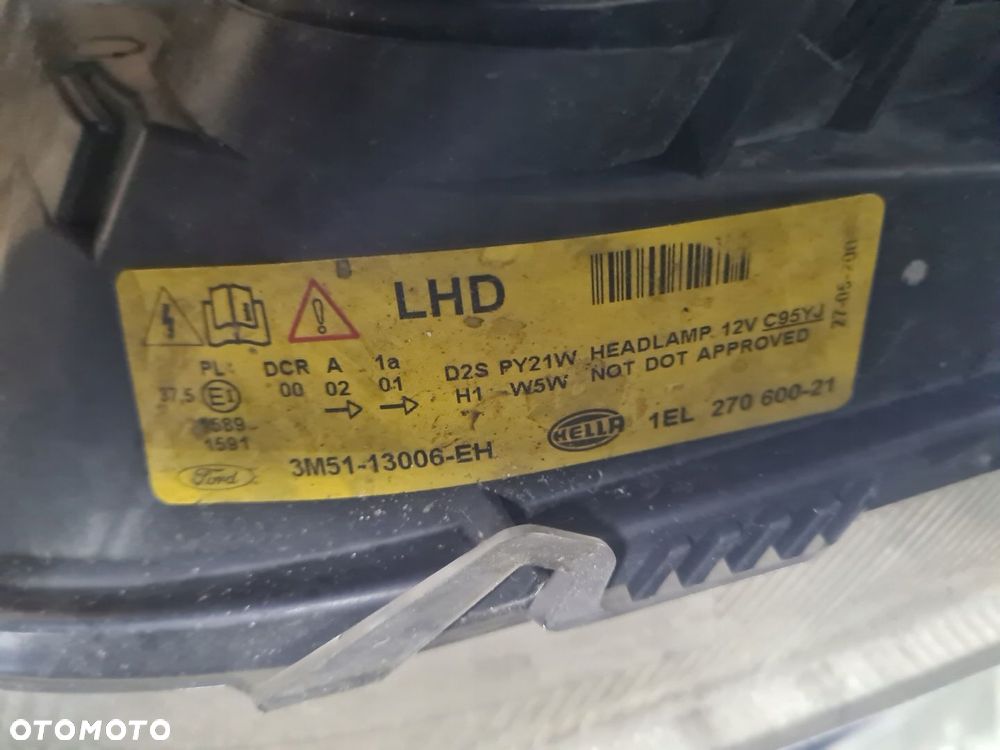 LHD
PL: DCR A 1a D2S PY21W HEADLAMP 12V C95YJ
37,5 E1 00 02 01 H1 W5W NOT DOT APPROVED
1589
1591
Ford 3M51-13006-EH HELLA 1EL 270 600-21
OTOMOTO